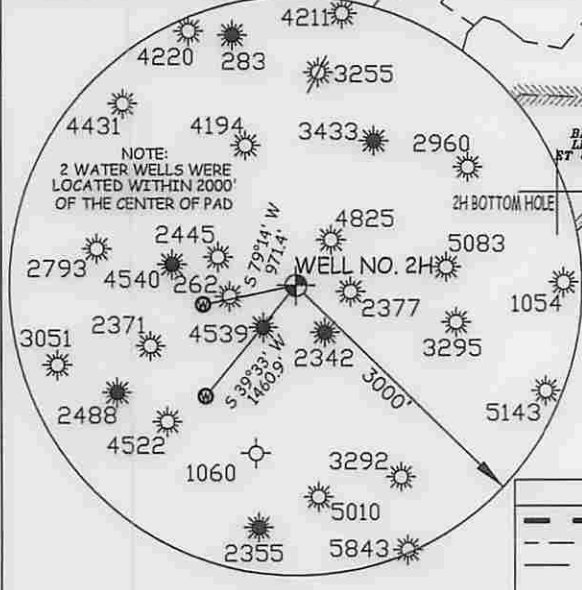 4211
4220
283
3255
4431
4194
3433
2960
NOTE:
2 WATER WELLS WERE
LOCATED WITHIN 2000'
OF THE CENTER OF PAD
2H BOTTOM HOLE
ET
4825
2445
S 79°14' W
971.4'
2793
4540
262
WELL NO. 2H
5083
2377
1054
3051
2371
4539
2342
3295
S 39°33' W
1460.9'
3000'
2488
4522
5143
1060
3292
5010
2355
5843
W
W